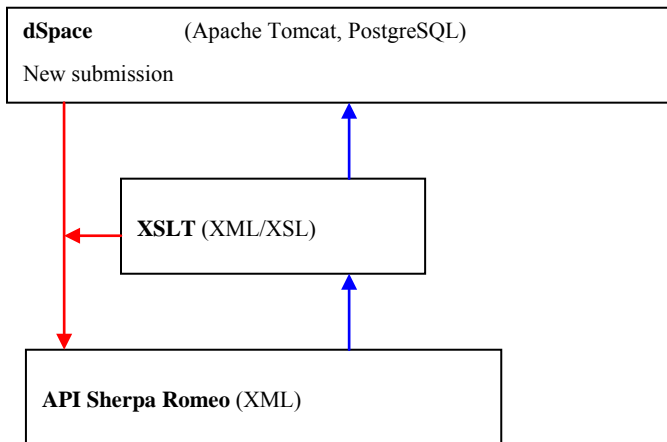 dSpace (Apache Tomcat, PostgreSQL)
New submission
XSLT (XML/XSL)
API Sherpa Romeo (XML)